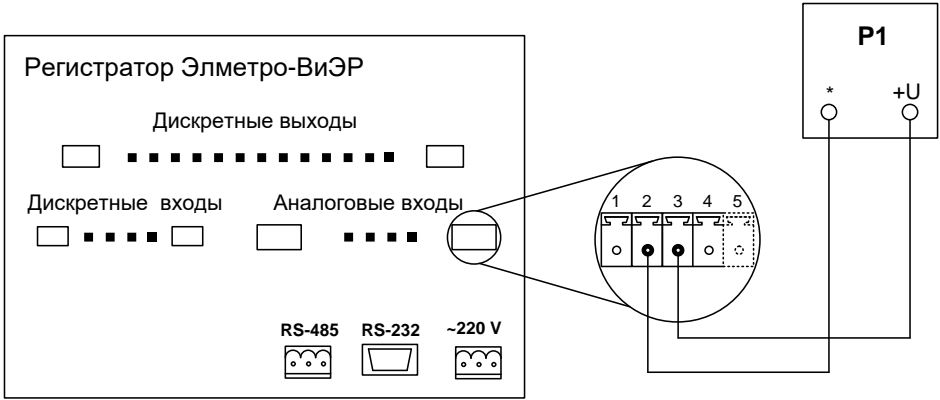 P1
* +U
Регистратор Элметро-ВиЭР
Дискретные выходы
Дискретные входы
Аналоговые входы
1 2 3 4 5
RS-485 RS-232 ~220 V